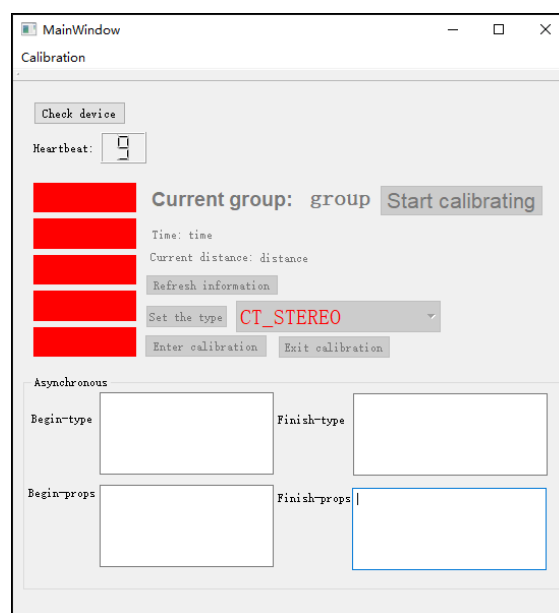 MainWindow
Calibration
Check device
Heartbeat: 9
Current group: group Start calibrating
Time: time
Current distance: distance
Refresh information
Set the type CT_STEREO
Enter calibration Exit calibration
Asynchronous
Begin-type Finish-type
Begin-props Finish-props